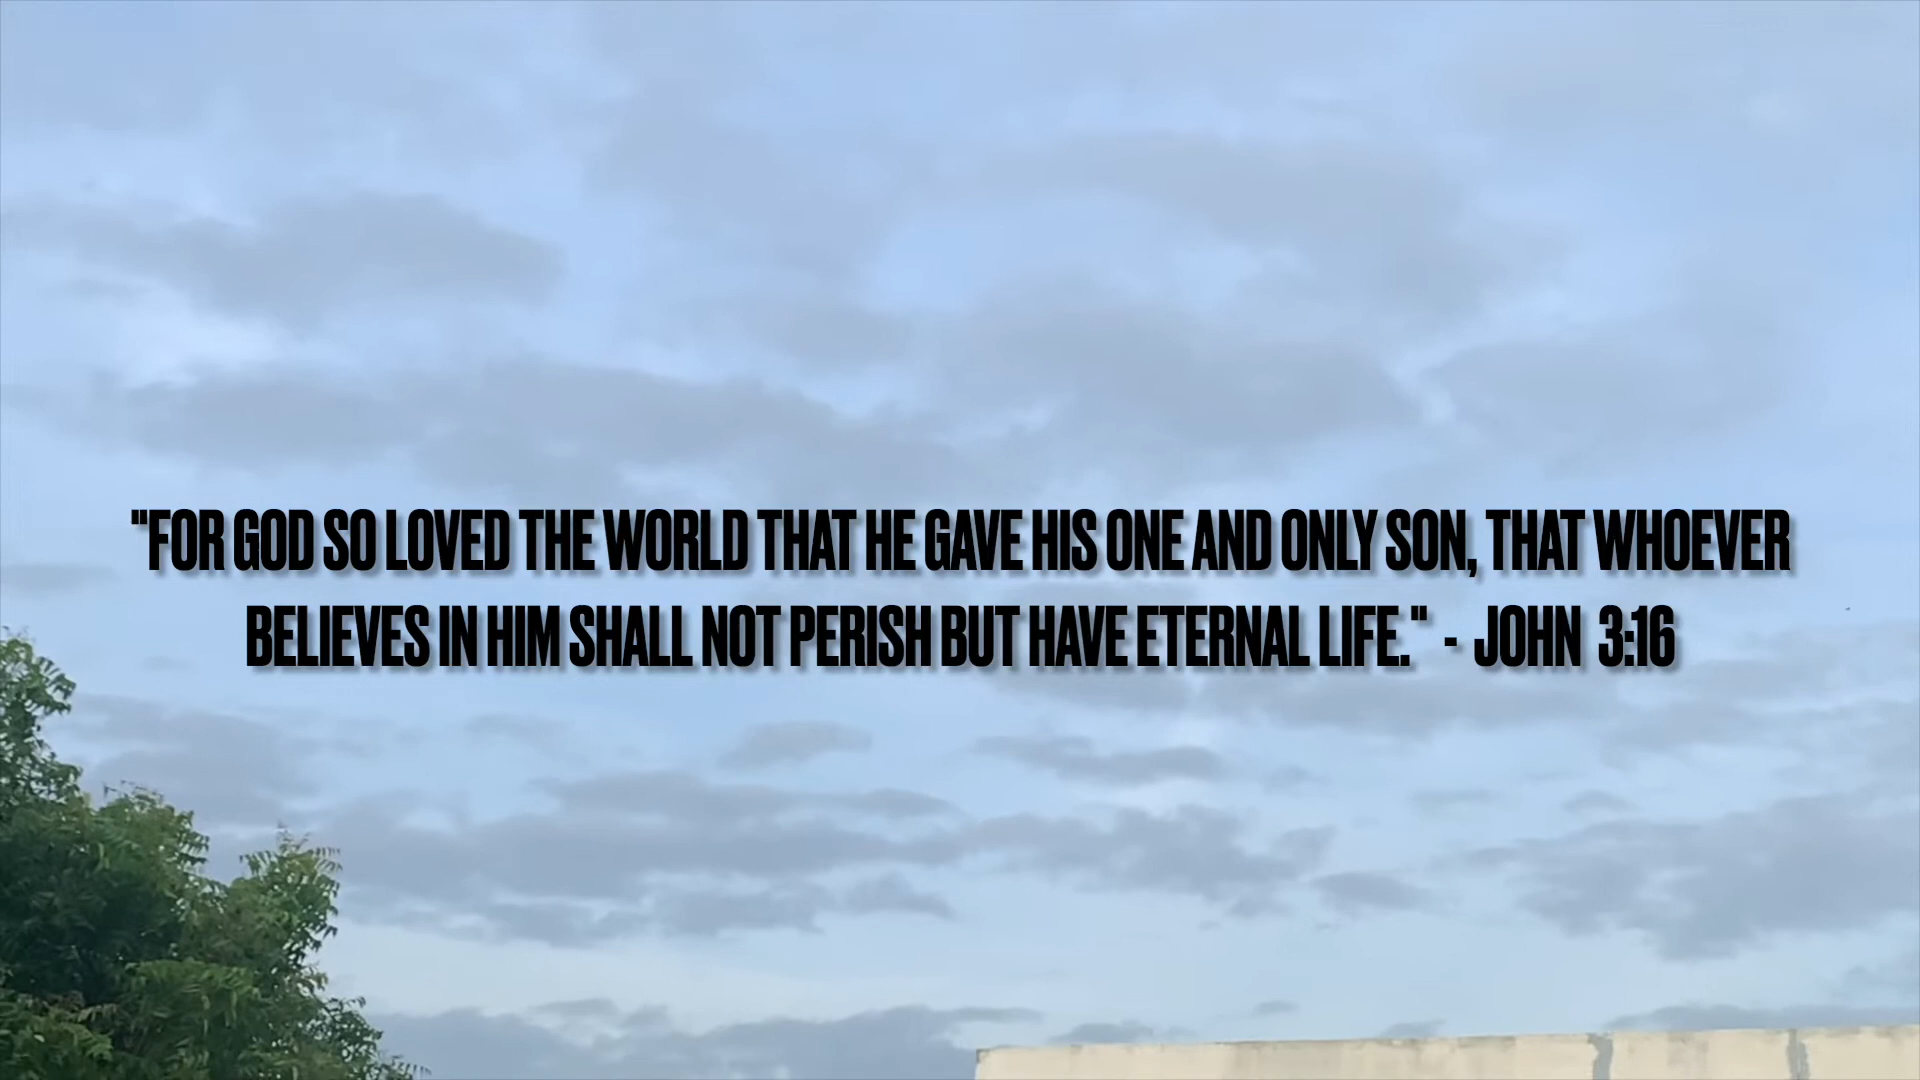 "FOR GOD SO LOVED THE WORLD THAT HE GAVE HIS ONE AND ONLY SON, THAT WHOEVER
BELIEVES IN HIM SHALL NOT PERISH BUT HAVE ETERNAL LIFE." - JOHN 3:16